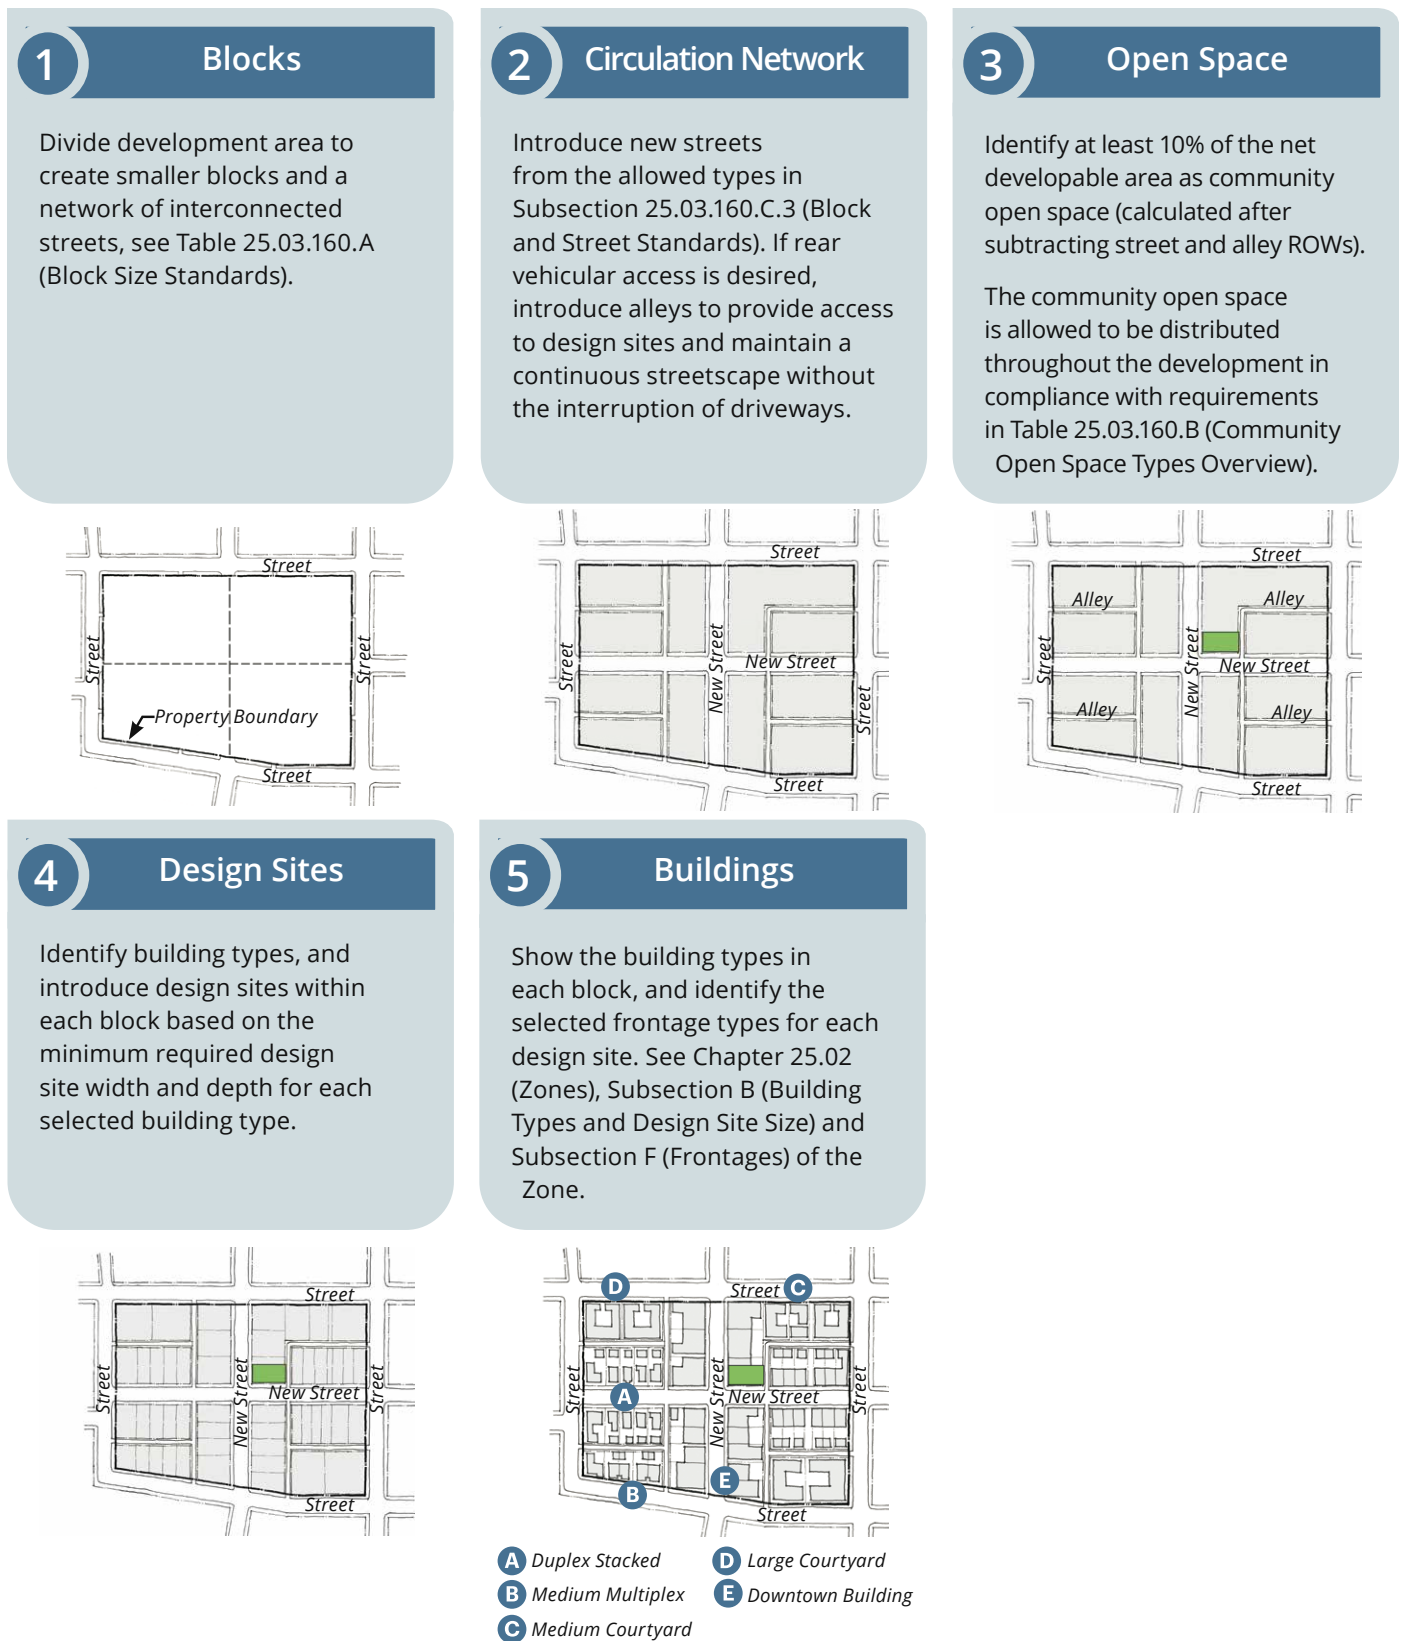 1
Blocks
Divide development area to
create smaller blocks and a
network of interconnected
streets, see Table 25.03.160.A
(Block Size Standards).
2
Circulation Network
Introduce new streets
from the allowed types in
Subsection 25.03.160.C.3 (Block
and Street Standards). If rear
vehicular access is desired,
introduce alleys to provide access
to design sites and maintain a
continuous streetscape without
the interruption of driveways.
3
Open Space
Identify at least 10% of the net
developable area as community
open space (calculated after
subtracting street and alley ROWs).
The community open space
is allowed to be distributed
throughout the development in
compliance with requirements
in Table 25.03.160.B (Community
Open Space Types Overview).
Street
Street
Street
Property Boundary
Street
Street
Street
New Street
New Street
Street
Street
Street
Alley
Alley
Street
New Street
New Street
Alley
Alley
Street
4
Design Sites
Identify building types, and
introduce design sites within
each block based on the
minimum required design
site width and depth for each
selected building type.
5
Buildings
Show the building types in
each block, and identify the
selected frontage types for each
design site. See Chapter 25.02
(Zones), Subsection B (Building
Types and Design Site Size) and
Subsection F (Frontages) of the
Zone.
Street
Street
New Street
New Street
Street
Street
D
Street
C
Street
New Street
New Street
Street
A
E
B
Street
A Duplex Stacked
B Medium Multiplex
C Medium Courtyard
D Large Courtyard
E Downtown Building